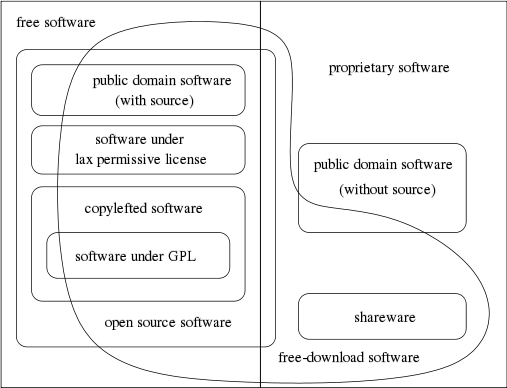 free software
public domain software
(with source)
software under
lax permissive license
copylefted software
software under GPL
open source software
proprietary software
public domain software
(without source)
shareware
free-download software